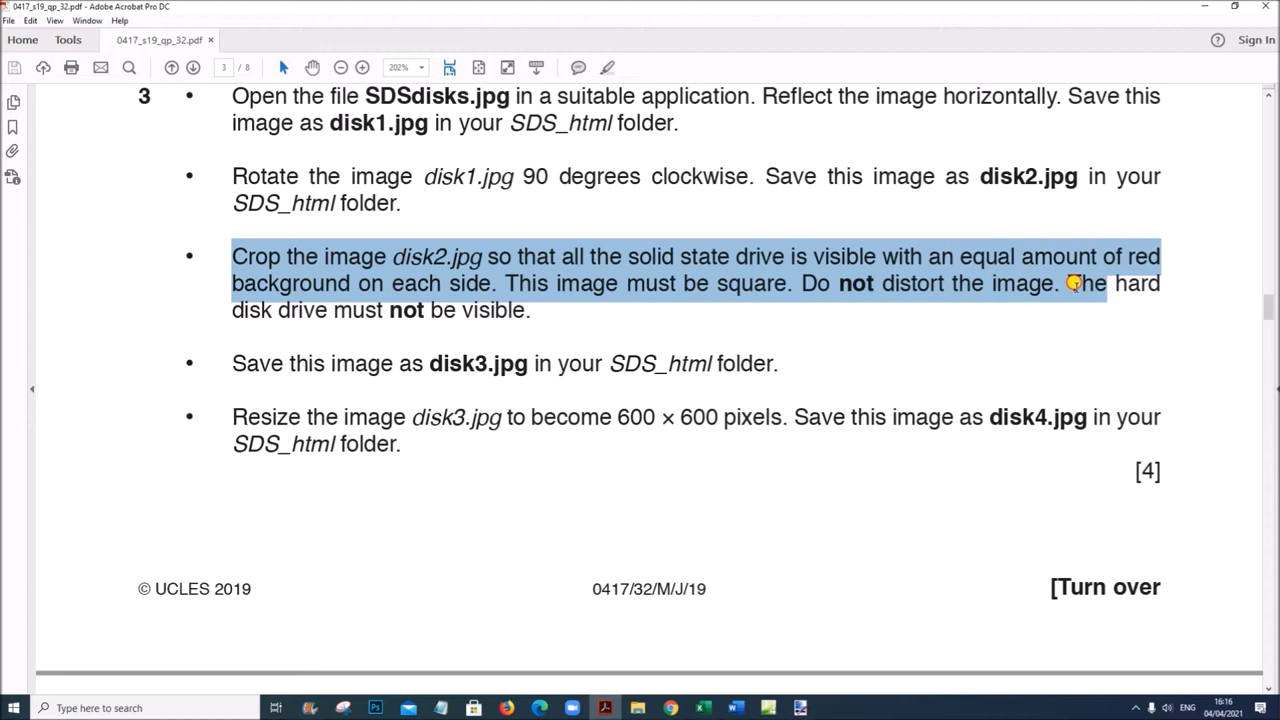 0417_s19_qp_32.pdf - Adobe Acrobat Pro DC
File Edit View Window Help
Home Tools 0417_s19_qp_32.pdf × Sign In
3 / 8 202%
3 • Open the file SDSdisks.jpg in a suitable application. Reflect the image horizontally. Save this
image as disk1.jpg in your SDS_html folder.
• Rotate the image disk1.jpg 90 degrees clockwise. Save this image as disk2.jpg in your
SDS_html folder.
• Crop the image disk2.jpg so that all the solid state drive is visible with an equal amount of red
background on each side. This image must be square. Do not distort the image. The hard
disk drive must not be visible.
• Save this image as disk3.jpg in your SDS_html folder.
• Resize the image disk3.jpg to become 600 × 600 pixels. Save this image as disk4.jpg in your
SDS_html folder.
[4]
© UCLES 2019 0417/32/M/J/19 [Turn over
Type here to search ENG 16:16
04/04/2021